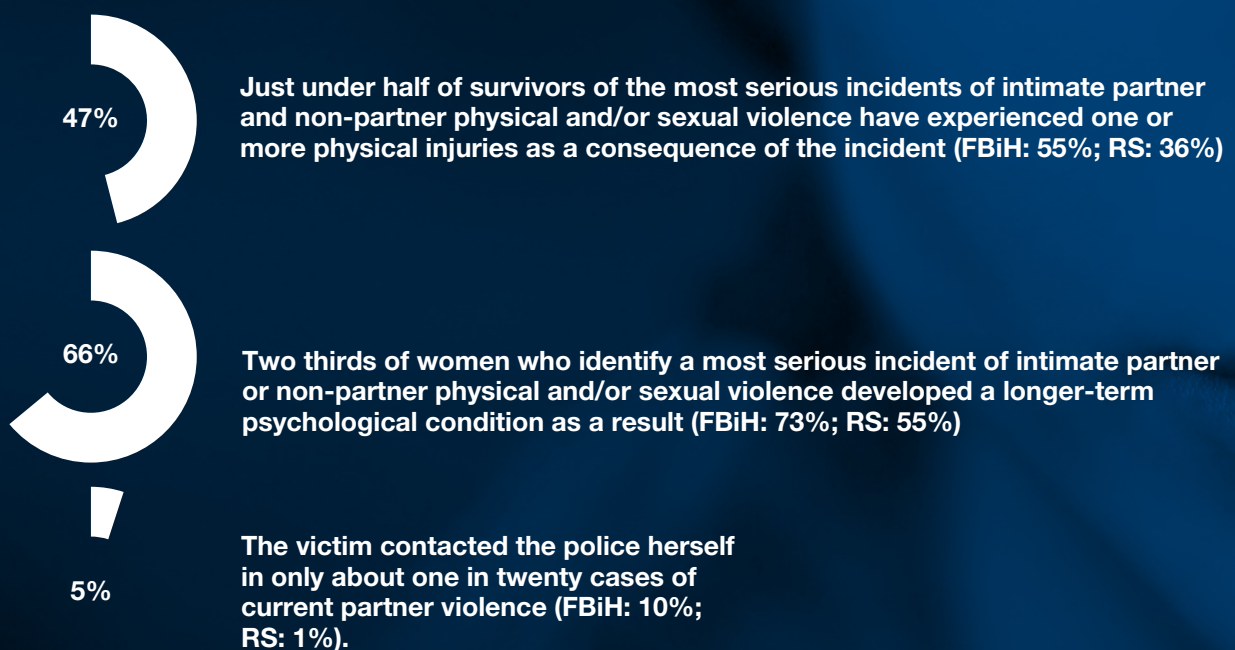 47%
Just under half of survivors of the most serious incidents of intimate partner
and non-partner physical and/or sexual violence have experienced one or
more physical injuries as a consequence of the incident (FBiH: 55%; RS: 36%)
66%
Two thirds of women who identify a most serious incident of intimate partner
or non-partner physical and/or sexual violence developed a longer-term
psychological condition as a result (FBiH: 73%; RS: 55%)
5%
The victim contacted the police herself
in only about one in twenty cases of
current partner violence (FBiH: 10%;
RS: 1%).